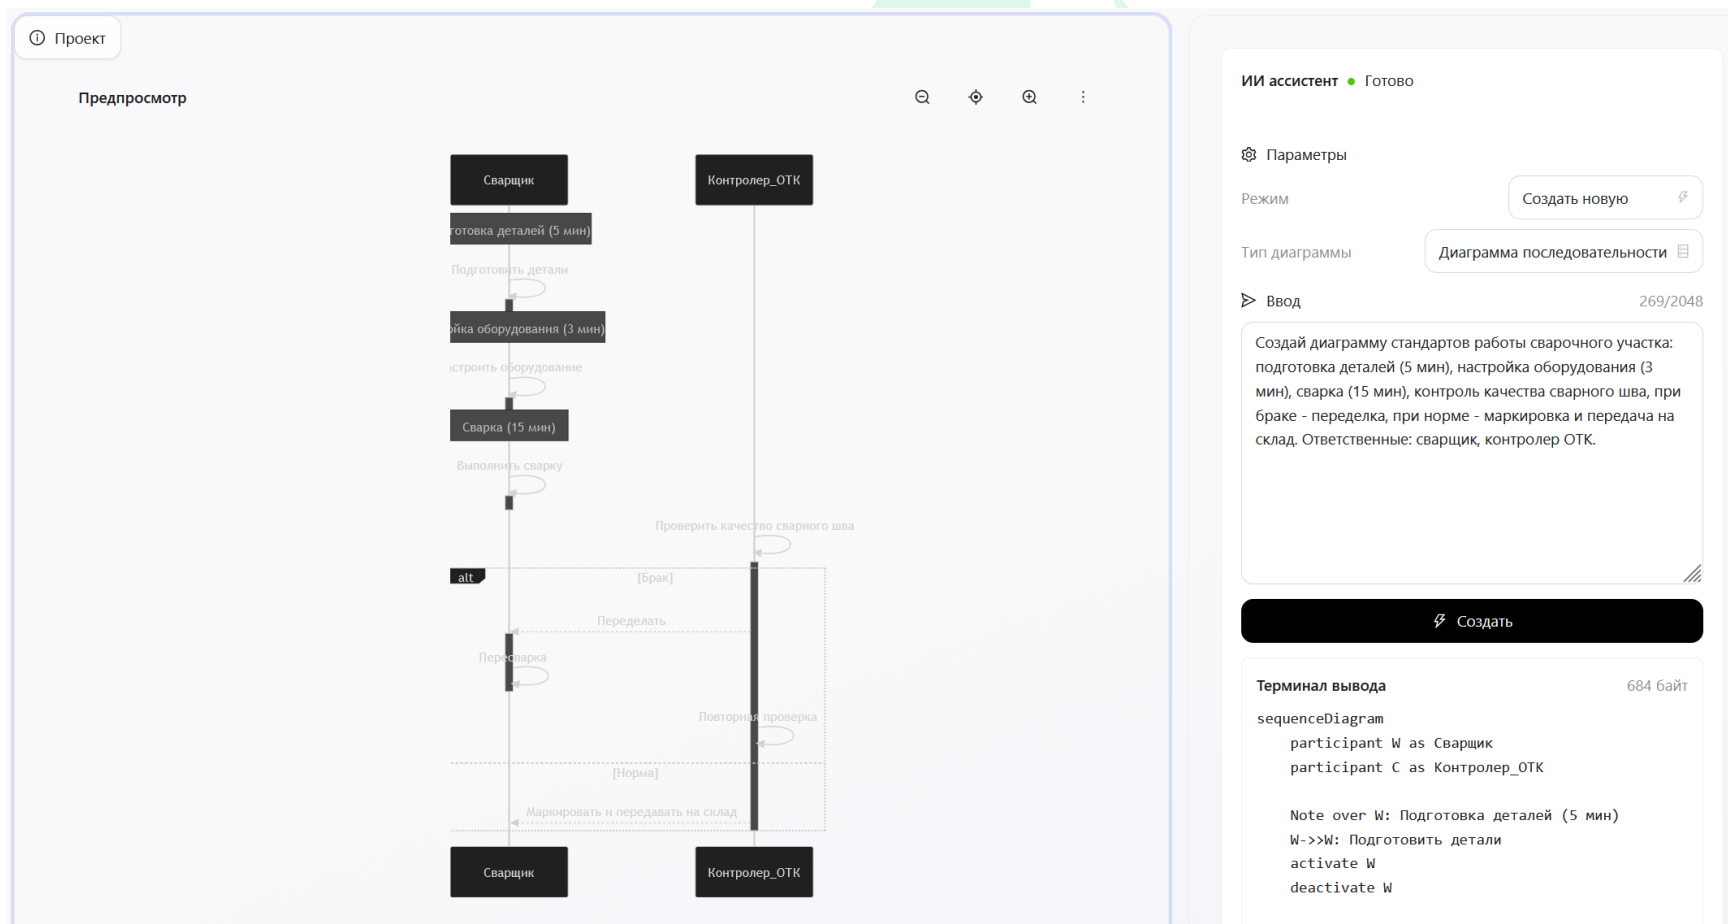 Проект
Предпросмотр
Сварщик
Контролер_ОТК
готовка деталей (5 мин)
Подготовить детали
йка оборудования (3 мин)
строить оборудование
Сварка (15 мин)
Выполнить сварку
Проверить качество сварного шва
alt
[Брак]
Переделать
Пересварка
Повторная проверка
[Норма]
Маркировать и передавать на склад
Сварщик
Контролер_ОТК
ИИ ассистент
Готово
Параметры
Режим
Создать новую
Тип диаграммы
Диаграмма последовательности
Ввод
269/2048
Создай диаграмму стандартов работы сварочного участка:
подготовка деталей (5 мин), настройка оборудования (3
мин), сварка (15 мин), контроль качества сварного шва, при
браке - переделка, при норме - маркировка и передача на
склад. Ответственные: сварщик, контролер ОТК.
Создать
Терминал вывода
684 байт
sequenceDiagram
participant W as Сварщик
participant C as Контролер_ОТК
Note over W: Подготовка деталей (5 мин)
W->>W: Подготовить детали
activate W
deactivate W